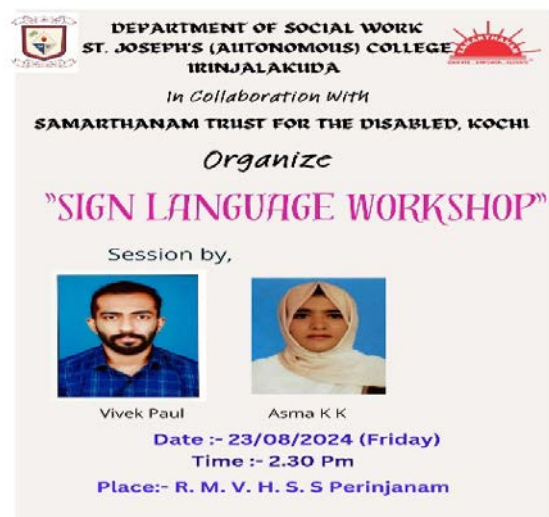 DEPARTMENT OF SOCIAL WORK
ST. JOSEPH'S (AUTONOMOUS) COLLEGE
IRINJALAKUDA
In Collaboration With
SAMARTHANAM TRUST FOR THE DISABLED, KOCHI
Organize
"SIGN LANGUAGE WORKSHOP"
Session by,
Vivek Paul
Asma K K
Date :- 23/08/2024 (Friday)
Time :- 2.30 Pm
Place:- R. M. V. H. S. S Perinjanam
SAMARTHANAM